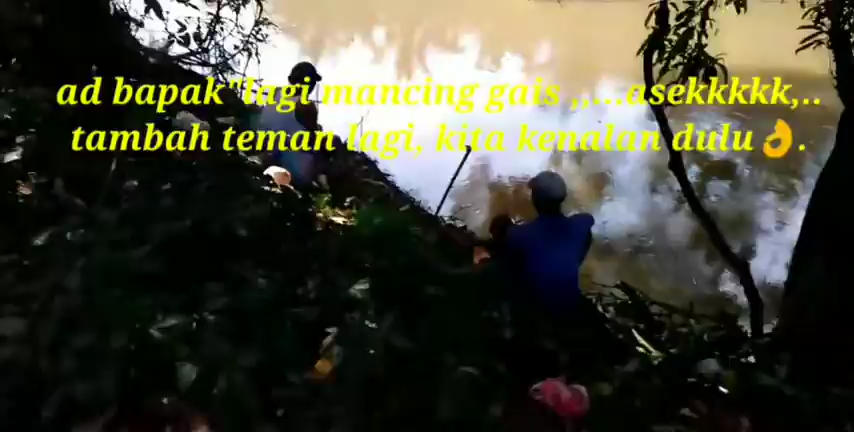 ad bapak"lagi mancing gais ,,...asekkkkk,..
tambah teman lagi, kita kenalan dulu👌.